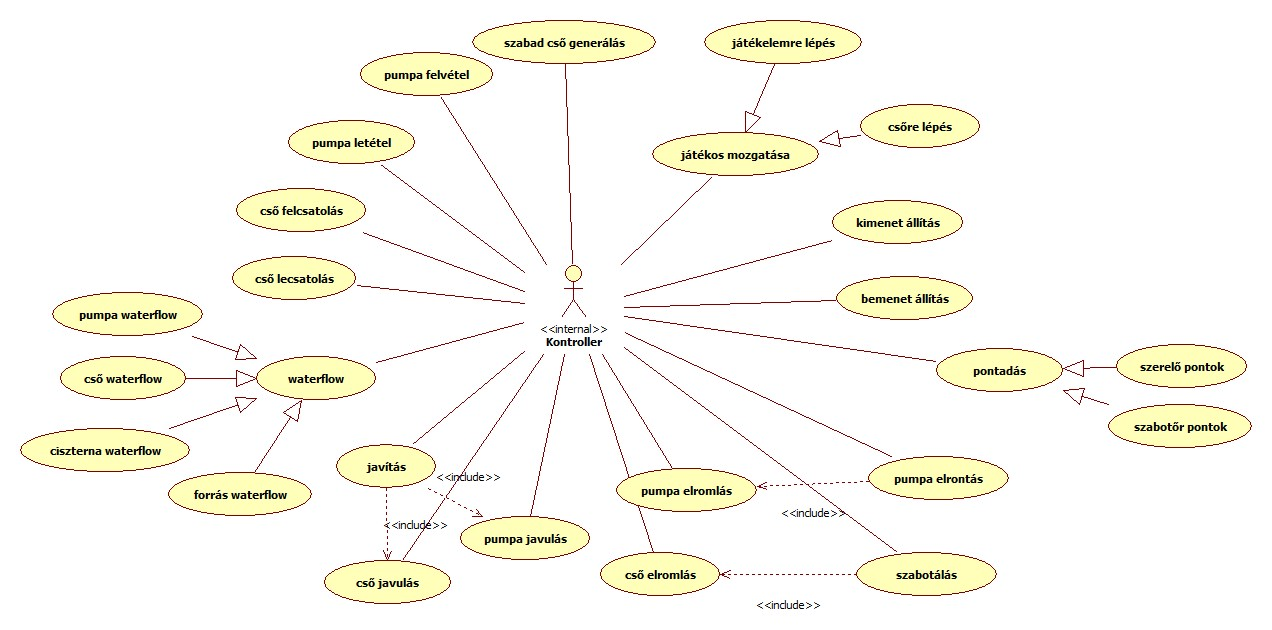 szabad cső generálás
játékelemre lépés
pumpa felvétel
csőre lépés
pumpa letétel
játékos mozgatása
cső felcsatolás
kimenet állítás
cső lecsatolás
bemenet állítás
pumpa waterflow
<<internal>>
Kontroller
cső waterflow
waterflow
pontadás
szerelő pontok
szabotőr pontok
ciszterna waterflow
javítás
<<include>>
forrás waterflow
pumpa elromlás
pumpa elrontás
<<include>>
<<include>>
pumpa javulás
cső javulás
cső elromlás
szabotálás
<<include>>